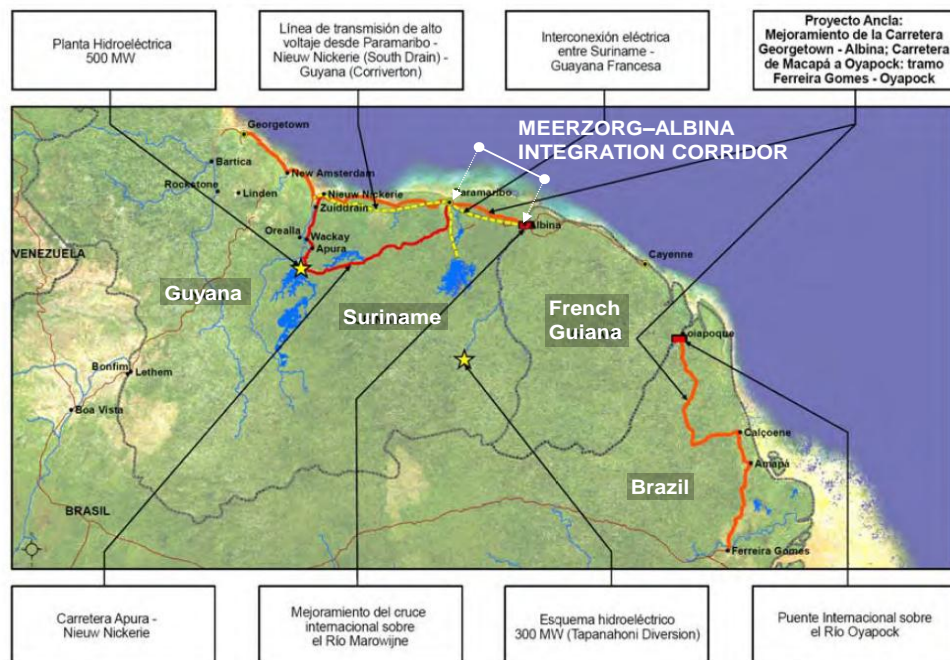 Planta Hidroeléctrica
500 MW
Línea de transmisión de alto
voltaje desde Paramaribo -
Nieuw Nickerie (South Drain) -
Guyana (Corriverton)
Interconexión eléctrica
entre Suriname -
Guayana Francesa
Proyecto Ancla:
Mejoramiento de la Carretera
Georgetown - Albina; Carretera
de Macapá a Oyapock: tramo
Ferreira Gomes - Oyapock
MEERZORG–ALBINA
INTEGRATION CORRIDOR
Georgetown
Bartica
New Amsterdam
Rockstone
Linden
Nieuw Nickerie
Paramaribo
Zuiddrain
Albina
Orealla
Wackay
Apura
VENEZUELA
Cayenne
Guyana
Suriname
French
Guiana
Oiapoque
Bonfim
Lethem
Boa Vista
Calçoene
Amapá
Brazil
BRASIL
Ferreira Gomes
Carretera Apura -
Nieuw Nickerie
Mejoramiento del cruce
internacional sobre
el Río Marowijne
Esquema hidroeléctrico
300 MW (Tapanahoni Diversion)
Puente Internacional sobre
el Río Oyapock